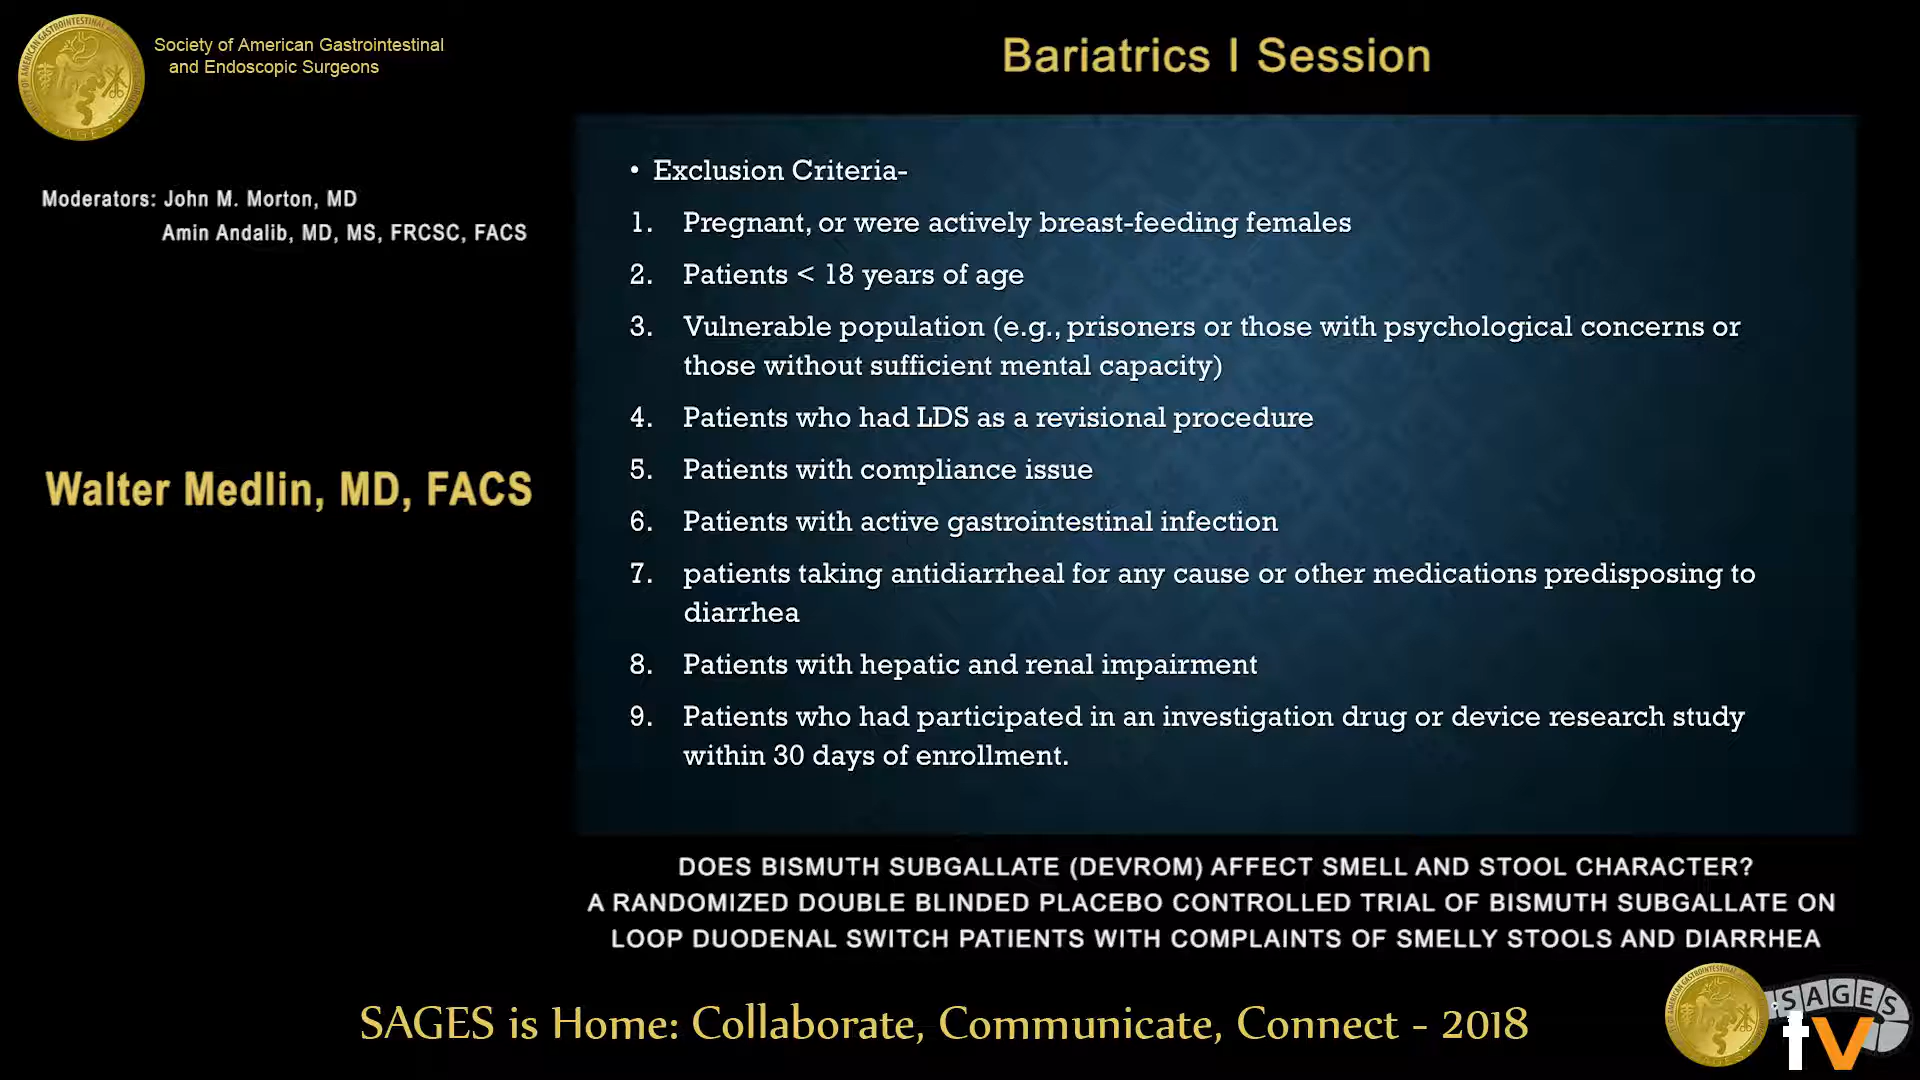 Society of American Gastrointestinal
and Endoscopic Surgeons
Bariatrics I Session
Moderators: John M. Morton, MD
Amin Andalib, MD, MS, FRCSC, FACS
Walter Medlin, MD, FACS
• Exclusion Criteria-
1. Pregnant, or were actively breast-feeding females
2. Patients < 18 years of age
3. Vulnerable population (e.g., prisoners or those with psychological concerns or
those without sufficient mental capacity)
4. Patients who had LDS as a revisional procedure
5. Patients with compliance issue
6. Patients with active gastrointestinal infection
7. patients taking antidiarrheal for any cause or other medications predisposing to
diarrhea
8. Patients with hepatic and renal impairment
9. Patients who had participated in an investigation drug or device research study
within 30 days of enrollment.
DOES BISMUTH SUBGALLATE (DEVROM) AFFECT SMELL AND STOOL CHARACTER?
A RANDOMIZED DOUBLE BLINDED PLACEBO CONTROLLED TRIAL OF BISMUTH SUBGALLATE ON
LOOP DUODENAL SWITCH PATIENTS WITH COMPLAINTS OF SMELLY STOOLS AND DIARRHEA
SAGES is Home: Collaborate, Communicate, Connect - 2018
SAGES
tv